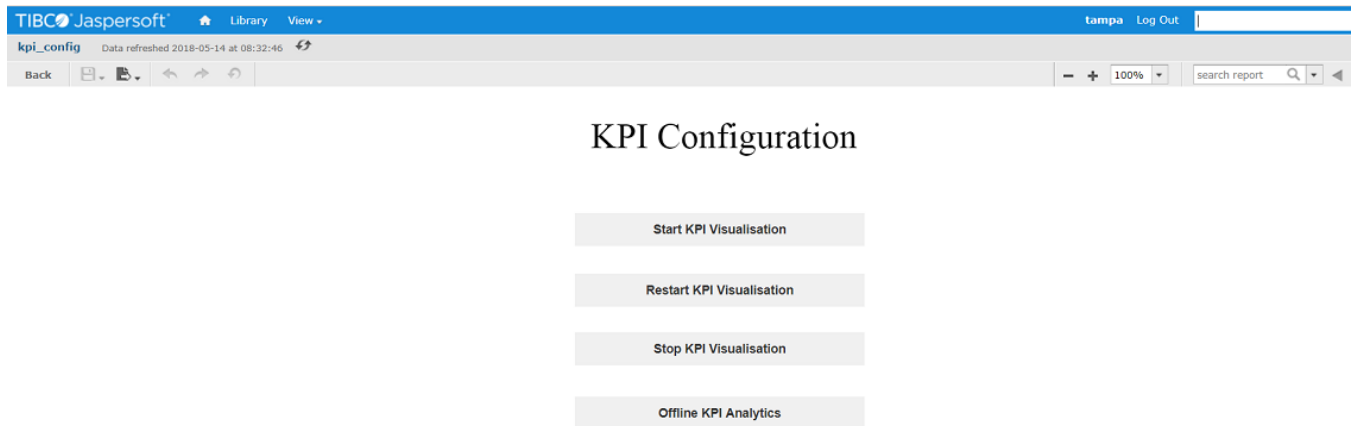 TIBCO Jaspersoft® Library View tampa Log Out
kpi_config Data refreshed 2018-05-14 at 08:32:46
Back 100% search report
KPI Configuration
Start KPI Visualisation
Restart KPI Visualisation
Stop KPI Visualisation
Offline KPI Analytics